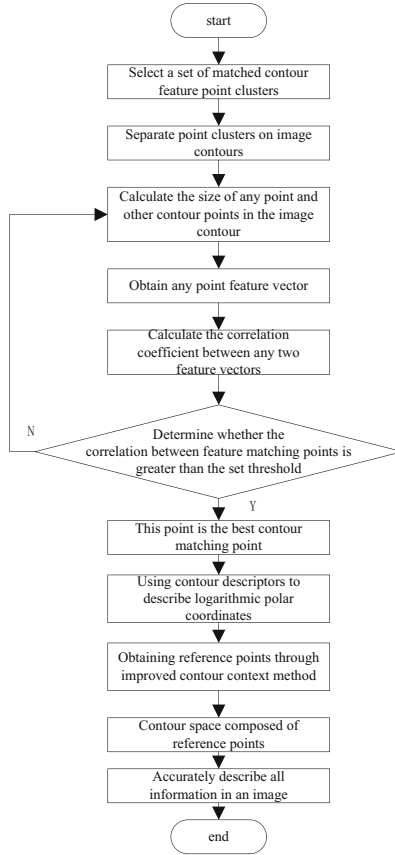 start
Select a set of matched contour
feature point clusters
Separate point clusters on image
contours
Calculate the size of any point and
other contour points in the image
contour
Obtain any point feature vector
Calculate the correlation
coefficient between any two
feature vectors
Determine whether the
correlation between feature matching points is
greater than the set threshold
N
Y
This point is the best contour
matching point
Using contour descriptors to
describe logarithmic polar
coordinates
Obtaining reference points through
improved contour context method
Contour space composed of
reference points
Accurately describe all
information in an image
end